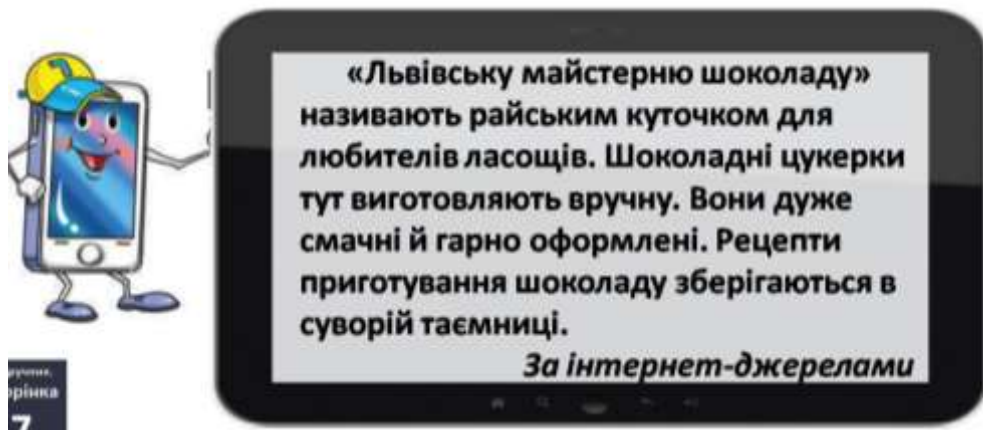 «Львівську майстерню шоколаду»
називають райським куточком для
любителів ласощів. Шоколадні цукерки
тут виготовляють вручну. Вони дуже
смачні й гарно оформлені. Рецепти
приготування шоколаду зберігаються в
суворій таємниці.
За інтернет-джерелами
7